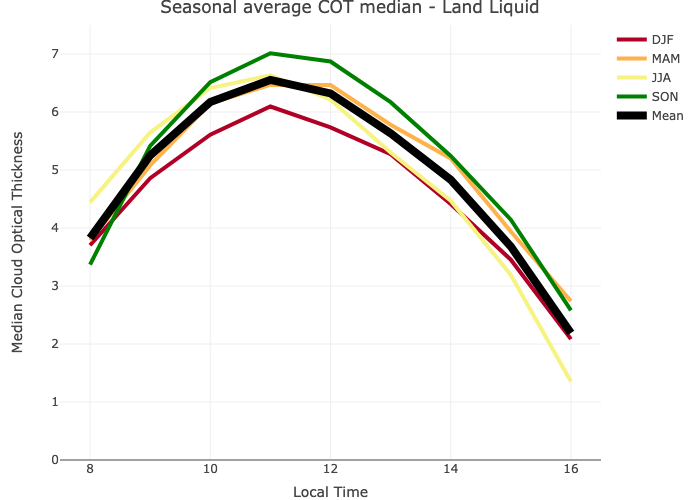 Seasonal average COT median - Land Liquid
DJF
MAM
JJA
SON
Mean
Median Cloud Optical Thickness
7
6
5
4
3
2
1
0
8
10
12
14
16
Local Time